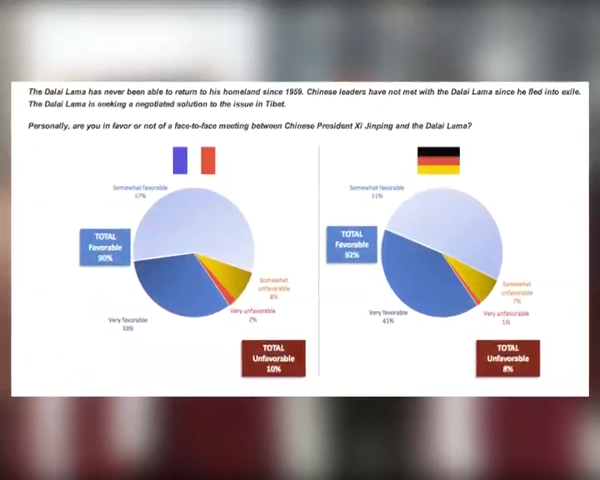 The Dalai Lama has never been able to return to his homeland since 1959. Chinese leaders have not met with the Dalai Lama since he fled into exile.
The Dalai Lama is seeking a negotiated solution to the issue in Tibet.
Personally, are you in favor or not of a face-to-face meeting between Chinese President Xi Jinping and the Dalai Lama?
Somewhat favorable
57%
TOTAL
Favorable
90%
Somewhat
unfavorable
8%
Very unfavorable
2%
Very favorable
33%
TOTAL
Unfavorable
10%
Somewhat favorable
51%
TOTAL
Favorable
92%
Somewhat
unfavorable
7%
Very unfavorable
1%
Very favorable
41%
TOTAL
Unfavorable
8%